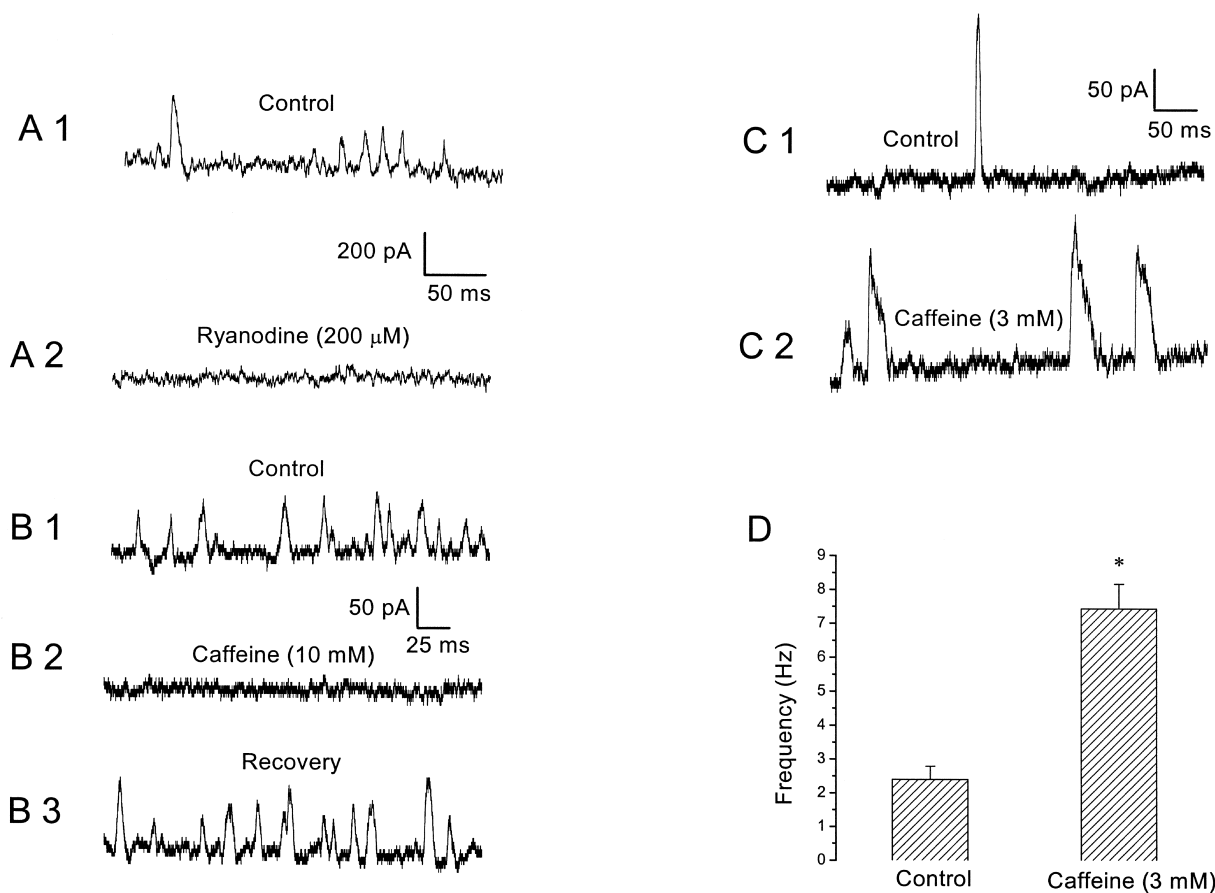 A 1
Control
200 pA
50 ms
A 2
Ryanodine (200 μM)
B 1
Control
50 pA
25 ms
B 2
Caffeine (10 mM)
B 3
Recovery
C 1
Control
50 pA
50 ms
C 2
Caffeine (3 mM)
D
Frequency (Hz)
9
8
7
6
5
4
3
2
1
0
*
Control
Caffeine (3 mM)